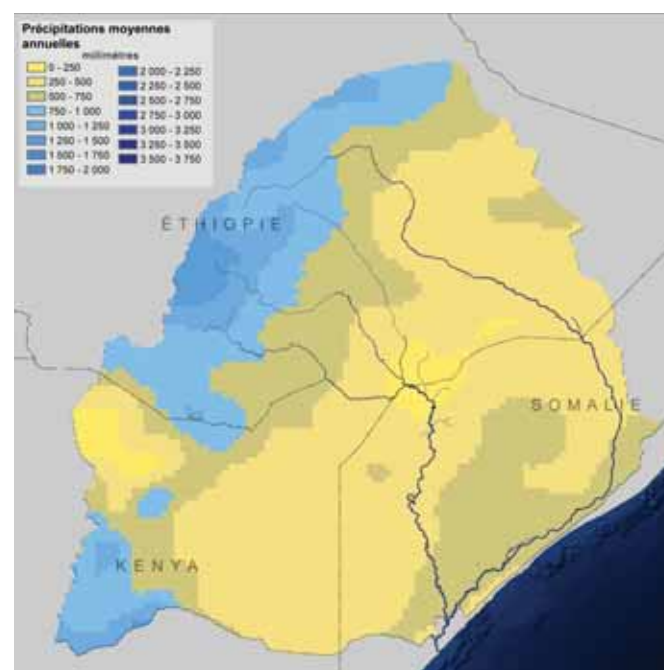 Précipitations moyennes
annuelles
millimètres
0 - 250
250 - 500
500 - 750
750 - 1 000
1 000 - 1 250
1 250 - 1 500
1 500 - 1 750
1 750 - 2 000
2 000 - 2 250
2 250 - 2 500
2 500 - 2 750
2 750 - 3 000
3 000 - 3 250
3 250 - 3 500
3 500 - 3 750
ÉTHIOPIE
SOMALIE
KENYA